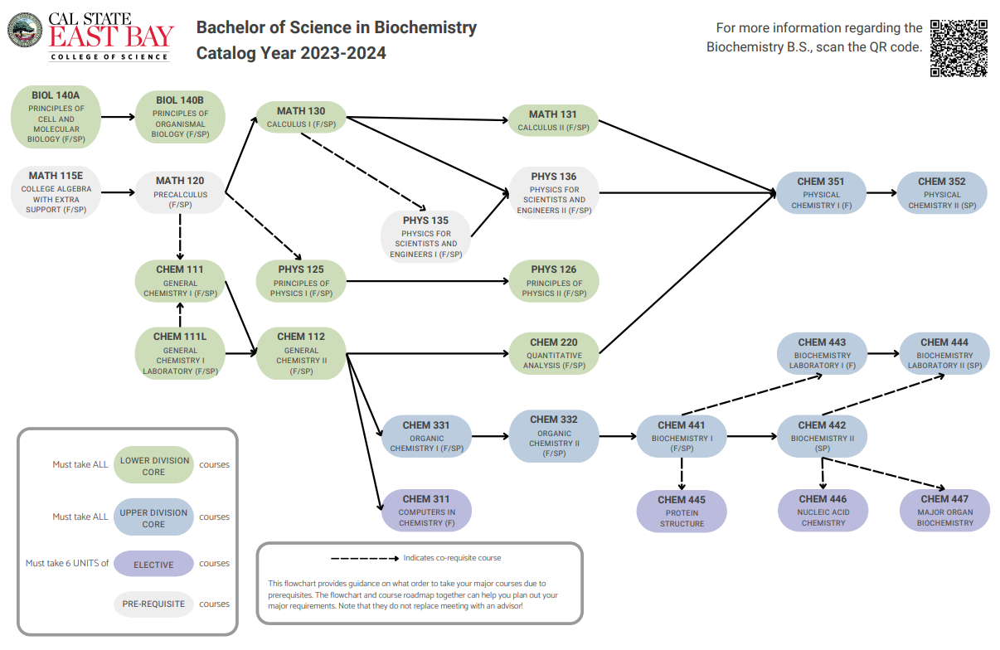 CAL STATE
EAST BAY
COLLEGE OF SCIENCE
Bachelor of Science in Biochemistry
Catalog Year 2023-2024
For more information regarding the
Biochemistry B.S., scan the QR code.
BIOL 140A
PRINCIPLES OF
CELL AND
MOLECULAR
BIOLOGY (F/SP)
BIOL 140B
PRINCIPLES OF
ORGANISMAL
BIOLOGY (F/SP)
MATH 130
CALCULUS I (F/SP)
MATH 131
CALCULUS II (F/SP)
MATH 115E
COLLEGE ALGEBRA
WITH EXTRA
SUPPORT (F/SP)
MATH 120
PRECALCULUS
(F/SP)
PHYS 135
PHYSICS FOR
SCIENTISTS AND
ENGINEERS I (F/SP)
PHYS 136
PHYSICS FOR
SCIENTISTS AND
ENGINEERS II (F/SP)
CHEM 351
PHYSICAL
CHEMISTRY I (F)
CHEM 352
PHYSICAL
CHEMISTRY II (SP)
CHEM 111
GENERAL
CHEMISTRY I (F/SP)
PHYS 125
PRINCIPLES OF
PHYSICS I (F/SP)
PHYS 126
PRINCIPLES OF
PHYSICS II (F/SP)
CHEM 111L
GENERAL
CHEMISTRY I
LABORATORY (F/SP)
CHEM 112
GENERAL
CHEMISTRY II
(F/SP)
CHEM 220
QUANTITATIVE
ANALYSIS (F/SP)
CHEM 443
BIOCHEMISTRY
LABORATORY I (F)
CHEM 444
BIOCHEMISTRY
LABORATORY II (SP)
CHEM 331
ORGANIC
CHEMISTRY I (F/SP)
CHEM 332
ORGANIC
CHEMISTRY II
(F/SP)
CHEM 441
BIOCHEMISTRY I
(F/SP)
CHEM 442
BIOCHEMISTRY II
(SP)
CHEM 311
COMPUTERS IN
CHEMISTRY (F)
CHEM 445
PROTEIN
STRUCTURE
CHEM 446
NUCLEIC ACID
CHEMISTRY
CHEM 447
MAJOR ORGAN
BIOCHEMISTRY
Must take ALL LOWER DIVISION CORE courses
Must take ALL UPPER DIVISION CORE courses
Must take 6 UNITS of ELECTIVE courses
PRE-REQUISITE courses
Indicates co-requisite course
This flowchart provides guidance on what order to take your major courses due to
prerequisites. The flowchart and course roadmap together can help you plan out your
major requirements. Note that they do not replace meeting with an advisor!